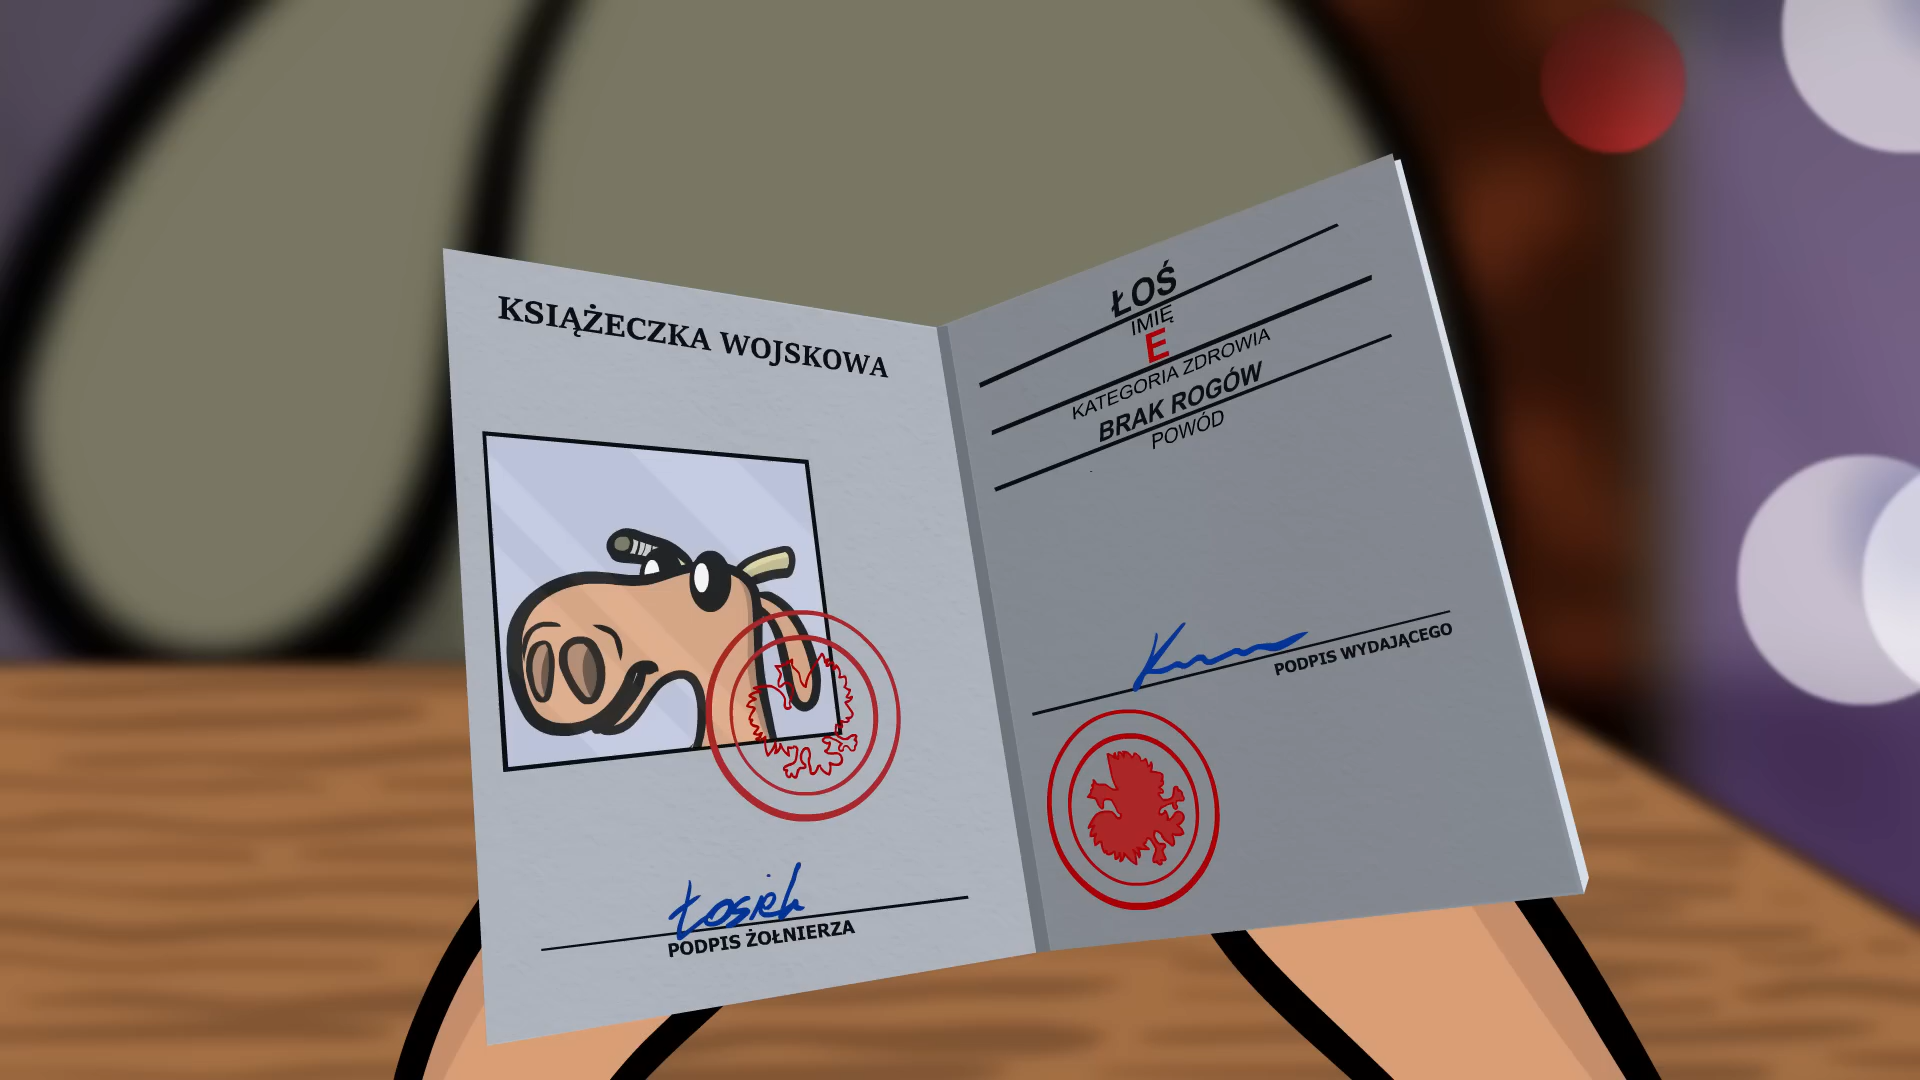 KSIĄŻECZKA WOJSKOWA
Łosiek
PODPIS ŻOŁNIERZA
ŁOŚ
IMIĘ
E
KATEGORIA ZDROWIA
BRAK ROGÓW
POWÓD
PODPIS WYDAJĄCEGO